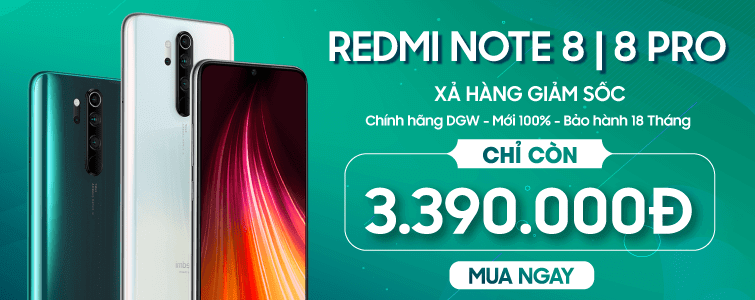 REDMI NOTE 8 | 8 PRO
XẢ HÀNG GIẢM SỐC
Chính hãng DGW - Mới 100% - Bảo hành 18 Tháng
CHỈ CÒN
3.390.000Đ
MUA NGAY